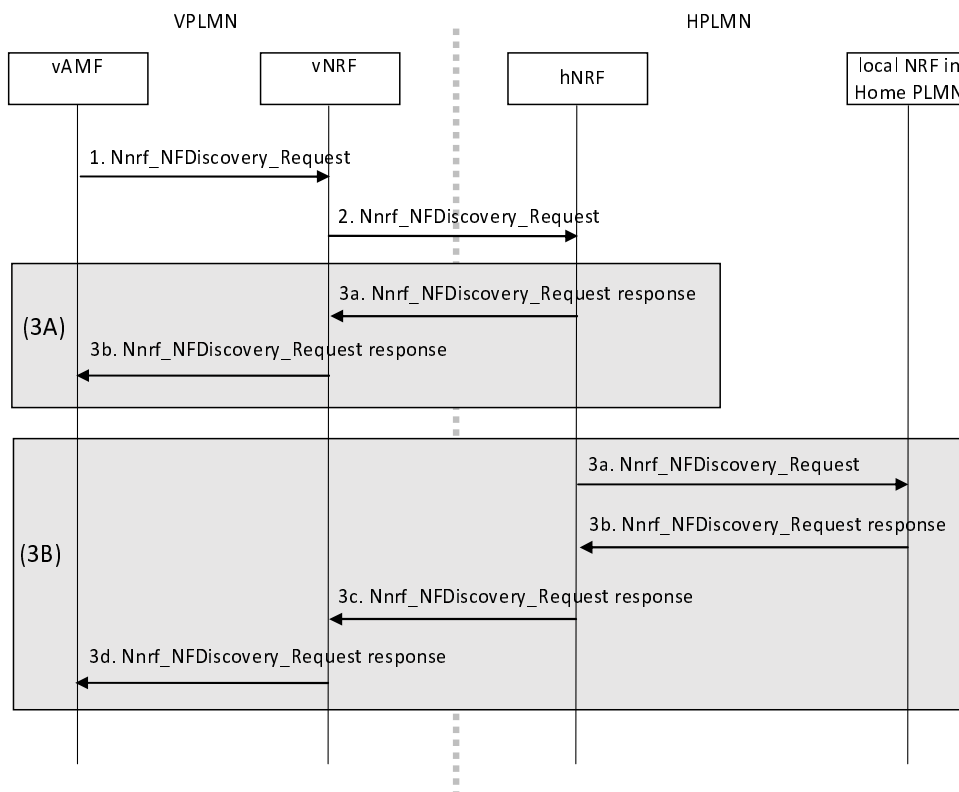 VPLMN
HPLMN
vAMF
vNRF
hNRF
local NRF in
Home PLMN
1. Nnrf_NFDiscovery_Request
2. Nnrf_NFDiscovery_Request
3a. Nnrf_NFDiscovery_Request response
(3A)
3b. Nnrf_NFDiscovery_Request response
3a. Nnrf_NFDiscovery_Request
3b. Nnrf_NFDiscovery_Request response
(3B)
3c. Nnrf_NFDiscovery_Request response
3d. Nnrf_NFDiscovery_Request response